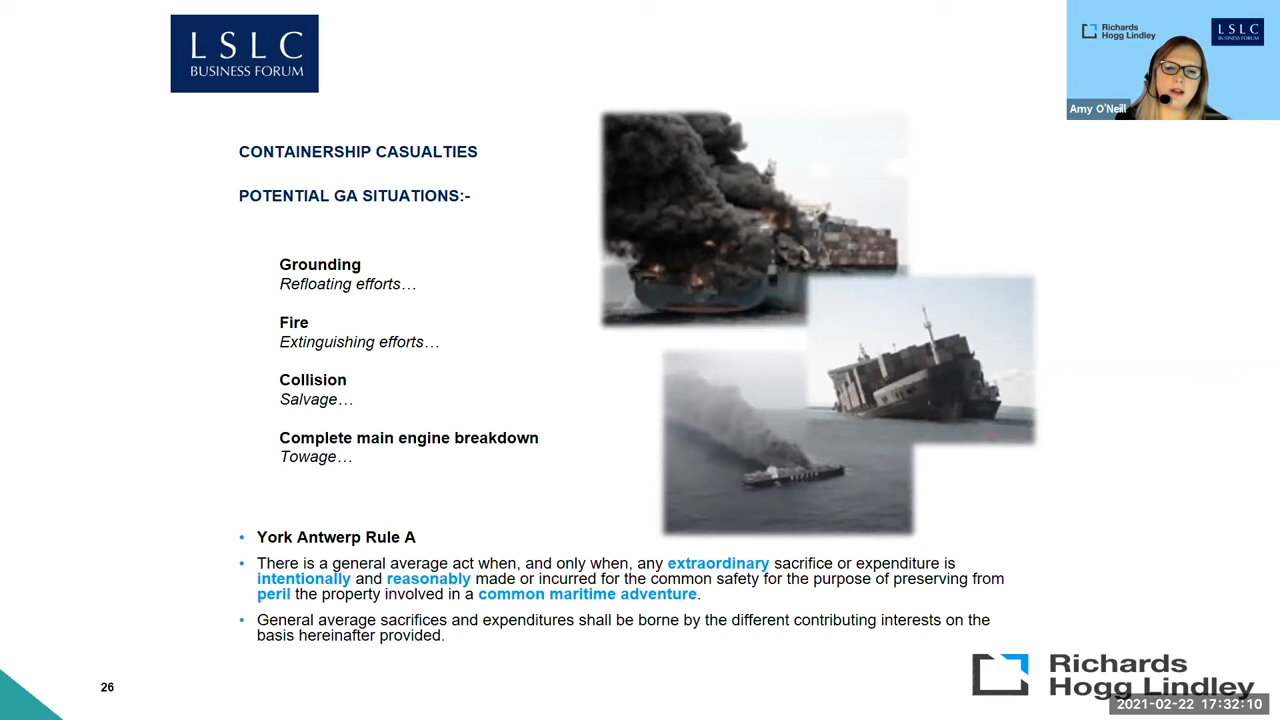 LSLC
BUSINESS FORUM
Richards
Hogg Lindley
LSLC
BUSINESS FORUM
Amy O'Neill
CONTAINERSHIP CASUALTIES
POTENTIAL GA SITUATIONS:-
Grounding
Refloating efforts…
Fire
Extinguishing efforts…
Collision
Salvage…
Complete main engine breakdown
Towage…
• York Antwerp Rule A
• There is a general average act when, and only when, any extraordinary sacrifice or expenditure is
intentionally and reasonably made or incurred for the common safety for the purpose of preserving from
peril the property involved in a common maritime adventure.
• General average sacrifices and expenditures shall be borne by the different contributing interests on the
basis hereinafter provided.
26
Richards
Hogg Lindley
2021-02-22 17:32:10